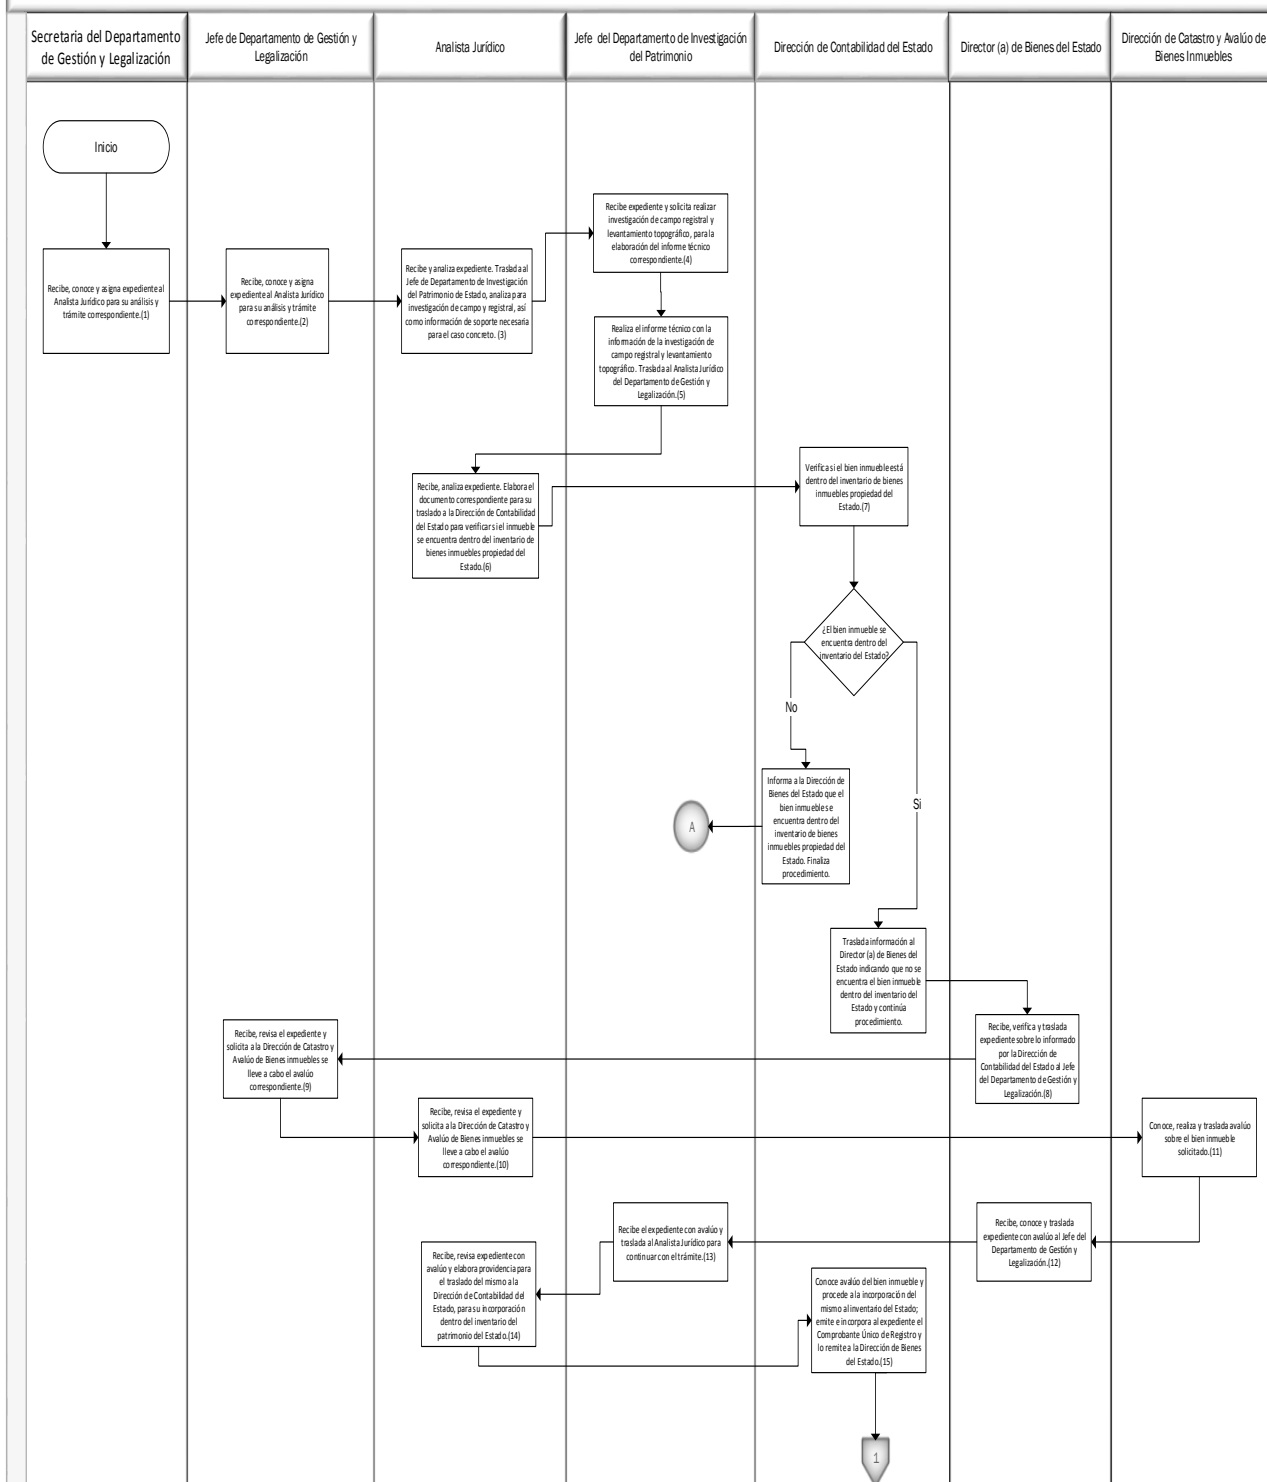 Secretaria del Departamento
de Gestión y Legalización
Jefe de Departamento de Gestión y
Legalización
Analista Jurídico
Jefe del Departamento de Investigación
del Patrimonio
Dirección de Contabilidad del Estado
Director (a) de Bienes del Estado
Dirección de Catastro y Avalúo de
Bienes Inmuebles
Inicio
Recibe, conoce y asigna expediente al
Analista Jurídico para su análisis y
trámite correspondiente.(1)
Recibe, conoce y asigna
expediente al Analista Jurídico
para su análisis y trámite
correspondiente.(2)
Recibe y analiza expediente. Traslada al
Jefe de Departamento de Investigación
del Patrimonio de Estado, analiza para
investigación de campo y registral, así
como información de soporte necesaria
para el caso concreto. (3)
Recibe expediente y solicita realizar
investigación de campo registral y
levantamiento topográfico, para la
elaboración del informe técnico
correspondiente.(4)
Realiza el informe técnico con la
información de la investigación de
campo registral y levantamiento
topográfico. Traslada al Analista Jurídico
del Departamento de Gestión y
Legalización.(5)
Recibe, analiza expediente. Elabora el
documento correspondiente para su
traslado a la Dirección de Contabilidad
del Estado para verificar si el inmueble
se encuentra dentro del inventario de
bienes inmuebles propiedad del
Estado.(6)
Verifica si el bien inmueble está
dentro del inventario de bienes
inmuebles propiedad del
Estado.(7)
¿El bien inmueble se
encuentra dentro del
inventario del Estado?
No
Sí
Informa a la Dirección de
Bienes del Estado que el
bien inmueble se
encuentra dentro del
inventario de bienes
inmuebles propiedad del
Estado. Finaliza
procedimiento.
A
Traslada información al
Director (a) de Bienes del
Estado indicando que no se
encuentra el bien inmueble
dentro del inventario del
Estado y continúa
procedimiento.
Recibe, verifica y traslada
expediente sobre lo informado
por la Dirección de
Contabilidad del Estado al Jefe
del Departamento de Gestión y
Legalización.(8)
Recibe, revisa el expediente y
solicita a la Dirección de Catastro y
Avalúo de Bienes inmuebles se
lleve a cabo el avalúo
correspondiente.(9)
Recibe, revisa el expediente y
solicita a la Dirección de Catastro y
Avalúo de Bienes inmuebles se
lleve a cabo el avalúo
correspondiente.(10)
Conoce, realiza y traslada avalúo
sobre el bien inmueble
solicitado.(11)
Recibe, conoce y traslada
expediente con avalúo al Jefe del
Departamento de Gestión y
Legalización.(12)
Recibe el expediente con avalúo y
traslada al Analista Jurídico para
continuar con el trámite.(13)
Recibe, revisa expediente con
avalúo y elabora providencia para
el traslado del mismo a la
Dirección de Contabilidad del
Estado, para su incorporación
dentro del inventario del
patrimonio del Estado.(14)
Conoce avalúo del bien inmueble y
procede a la incorporación del
mismo al inventario del Estado;
emite e incorpora al expediente el
Comprobante Único de Registro y
lo remite a la Dirección de Bienes
del Estado.(15)
1